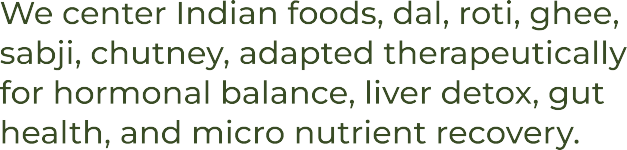 We center Indian foods, dal, roti, ghee,
sabji, chutney, adapted therapeutically
for hormonal balance, liver detox, gut
health, and micro nutrient recovery.